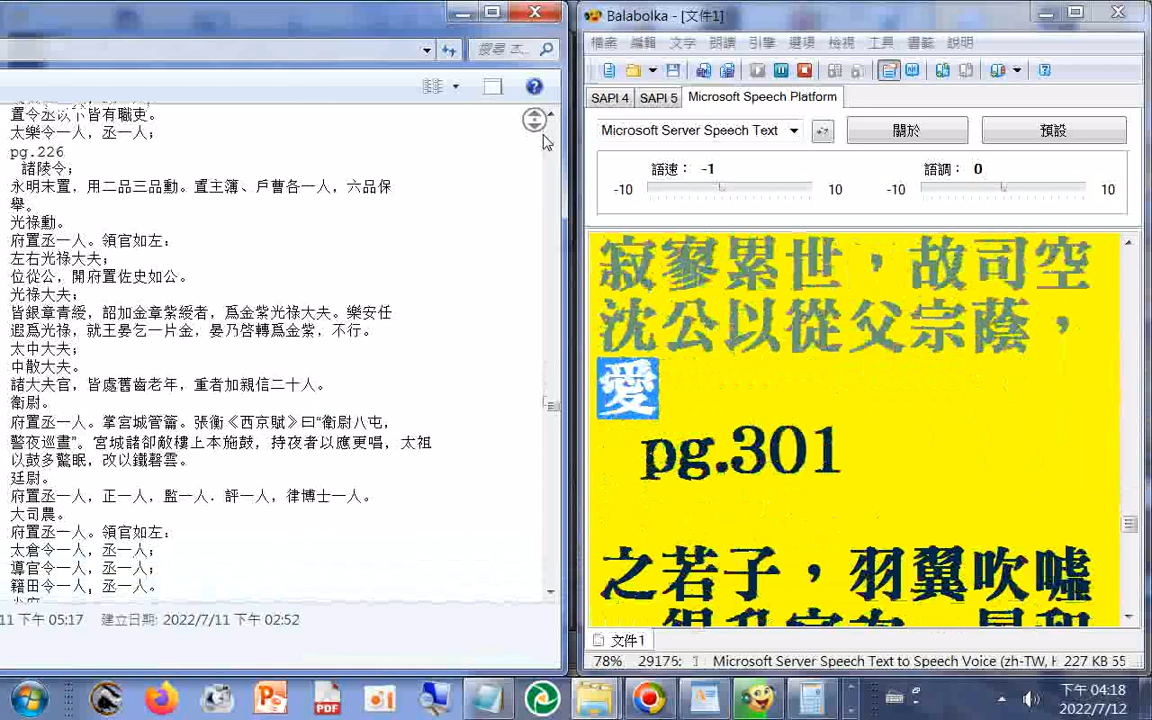 搜尋 本...
置令丞以下皆有職吏。
太樂令一人，丞一人；
pg.226
諸陵令；
永明末置，用二品三品勳。置主簿、戶曹各一人，六品保
舉。
光祿勳。
府置丞一人。領官如左：
左右光祿大夫；
位從公，開府置佐史如公。
光祿大夫；
皆銀章青綬，詔加金章紫綬者，爲金紫光祿大夫。樂安任
遐爲光祿，就王晏乞一片金，晏乃啓轉爲金紫，不行。
太中大夫；
中散大夫。
諸大夫官，皆處舊齒老年，重者加親信二十人。
衛尉。
府置丞一人。掌宮城管籥。張衡《西京賦》曰“衛尉八屯，
警夜巡晝”。宮城諸卻敵樓上本施鼓，持夜者以應更唱，太祖
以鼓多驚眠，改以鐵磬雲。
廷尉。
府置丞一人，正一人，監一人．評一人，律博士一人。
大司農。
府置丞一人。領官如左：
太倉令一人，丞一人；
導官令一人，丞一人；
籍田令一人，丞一人。
11 下午 05:17 建立日期: 2022/7/11 下午 02:52
Balabolka - [文件1]
檔案 編輯 文字 朗讀 引擎 選項 檢視 工具 書籤 說明
SAPI 4 SAPI 5 Microsoft Speech Platform
Microsoft Server Speech Text 關於 預設
語速： -1 語調： 0
-10 10 -10 10
寂寥累世，故司空
沈公以從父宗蔭，
愛
pg.301
之若子，羽翼吹噓
文件1
78% 29175: 1 Microsoft Server Speech Text to Speech Voice (zh-TW, H 227 KB 55
下午 04:18
2022/7/12